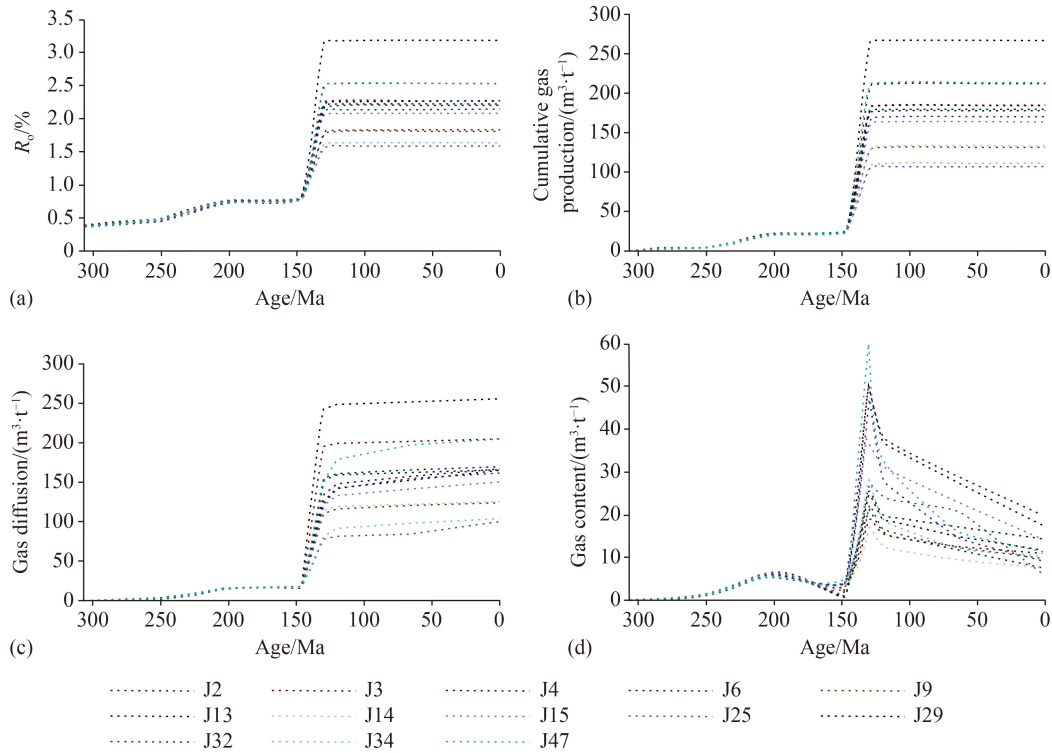 3.5
3.0
2.5
2.0
1.5
1.0
0.5
0
Ro/%
300 250 200 150 100 50 0
Age/Ma
(a)
300
250
200
150
100
50
0
Cumulative gas
production/(m³·t⁻¹)
300 250 200 150 100 50 0
Age/Ma
(b)
300
250
200
150
100
50
0
Gas diffusion/(m³·t⁻¹)
300 250 200 150 100 50 0
Age/Ma
(c)
60
50
40
30
20
10
0
Gas content/(m³·t⁻¹)
300 250 200 150 100 50 0
Age/Ma
(d)
J2 J3 J4 J6 J9
J13 J14 J15 J25 J29
J32 J34 J47